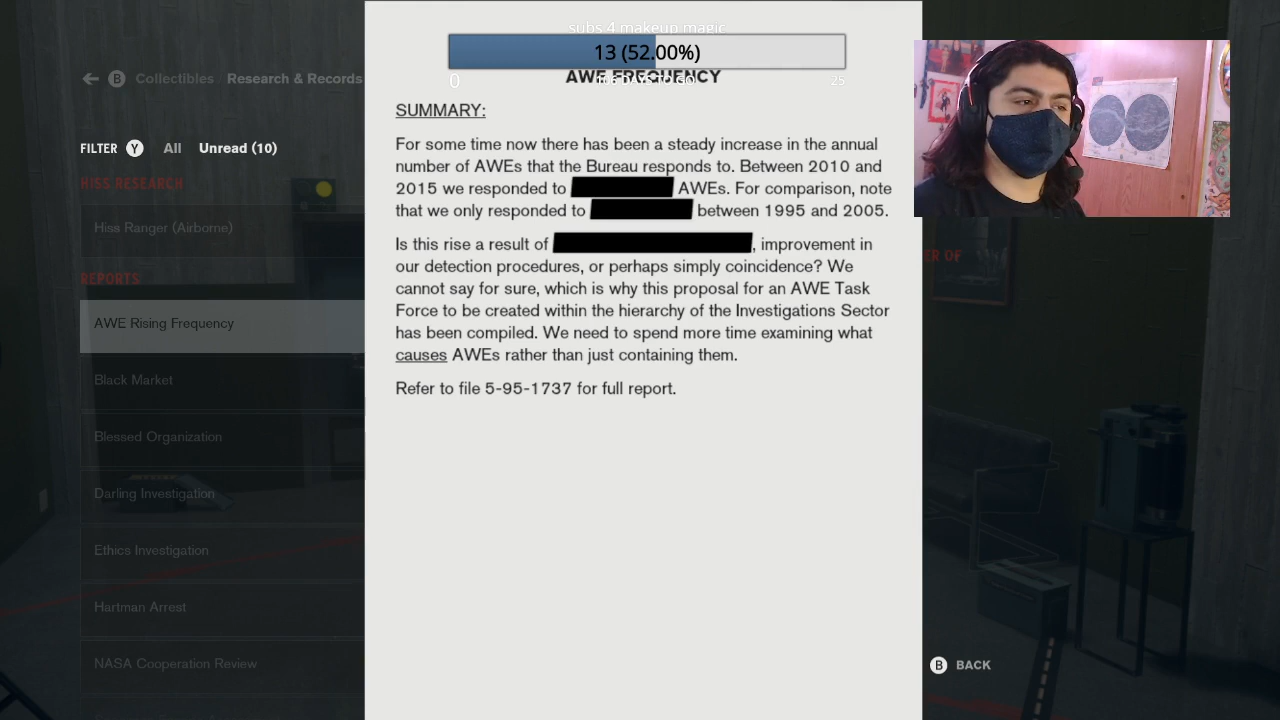 subs 4 makeup magic
13 (52.00%)
0
25
AWE FREQUENCY
B Collectibles Research & Records
FILTER Y All Unread (10)
HISS RESEARCH
Hiss Ranger (Airborne)
REPORTS
AWE Rising Frequency
Black Market
Blessed Organization
Darling Investigation
Ethics Investigation
Hartman Arrest
NASA Cooperation Review
SUMMARY:
For some time now there has been a steady increase in the annual
number of AWEs that the Bureau responds to. Between 2010 and
2015 we responded to AWEs. For comparison, note
that we only responded to between 1995 and 2005.
Is this rise a result of , improvement in
our detection procedures, or perhaps simply coincidence? We
cannot say for sure, which is why this proposal for an AWE Task
Force to be created within the hierarchy of the Investigations Sector
has been compiled. We need to spend more time examining what
causes AWEs rather than just containing them.
Refer to file 5-95-1737 for full report.
ER OF
B BACK